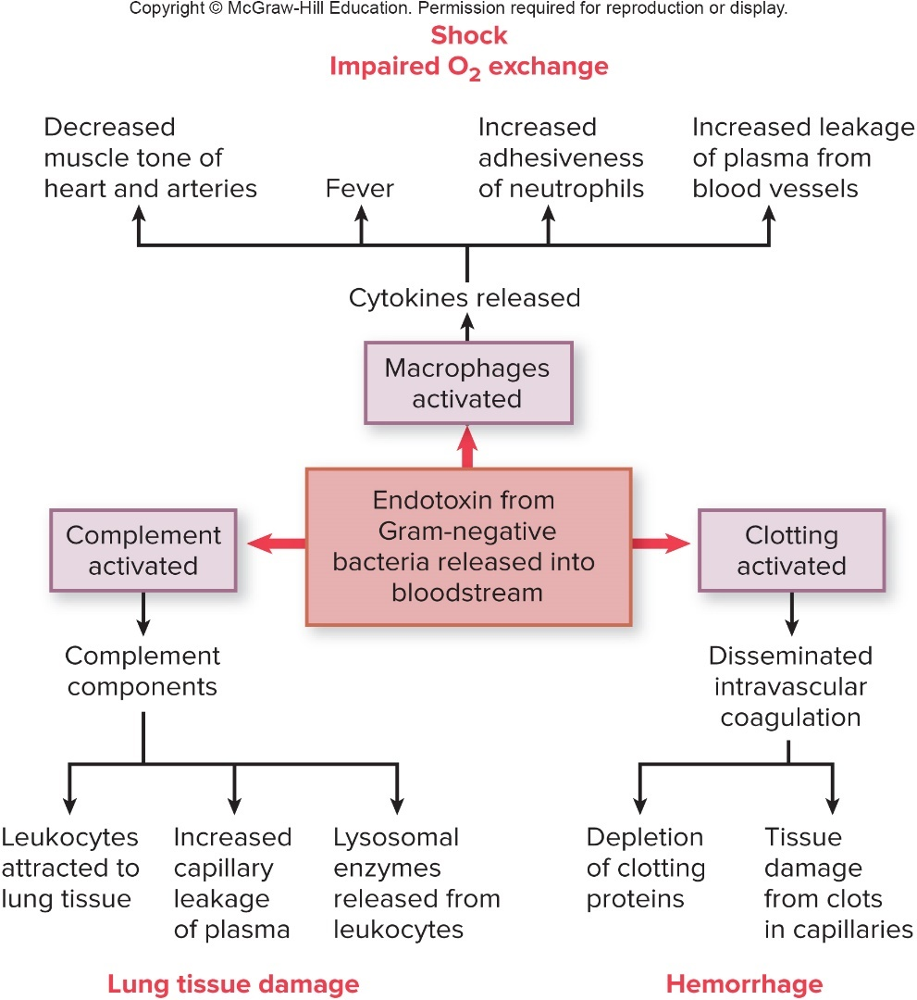 Copyright © McGraw-Hill Education. Permission required for reproduction or display.
Shock
Impaired O2 exchange
Decreased
muscle tone of
heart and arteries
Fever
Increased
adhesiveness
of neutrophils
Increased leakage
of plasma from
blood vessels
Cytokines released
Macrophages
activated
Endotoxin from
Gram-negative
bacteria released into
bloodstream
Complement
activated
Clotting
activated
Complement
components
Disseminated
intravascular
coagulation
Leukocytes
attracted to
lung tissue
Increased
capillary
leakage
of plasma
Lysosomal
enzymes
released from
leukocytes
Depletion
of clotting
proteins
Tissue
damage
from clots
in capillaries
Lung tissue damage
Hemorrhage